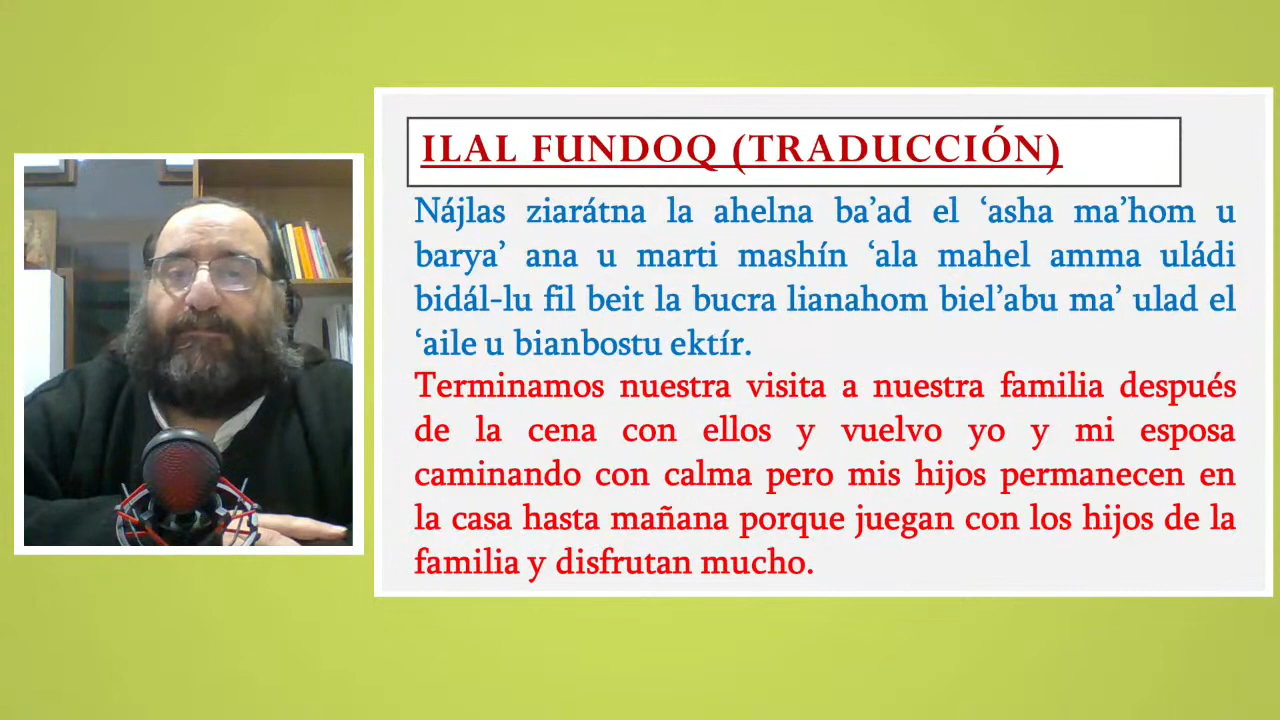 ILAL FUNDOQ (TRADUCCIÓN)
Nájlas ziarátna la ahelna ba’ad el ‘asha ma’hom u
barya’ ana u marti mashín ‘ala mahel amma uládi
bidál-lu fil beit la bucra lianahom biel’abu ma’ ulad el
‘aile u bianbostu ektír.
Terminamos nuestra visita a nuestra familia después
de la cena con ellos y vuelvo yo y mi esposa
caminando con calma pero mis hijos permanecen en
la casa hasta mañana porque juegan con los hijos de la
familia y disfrutan mucho.